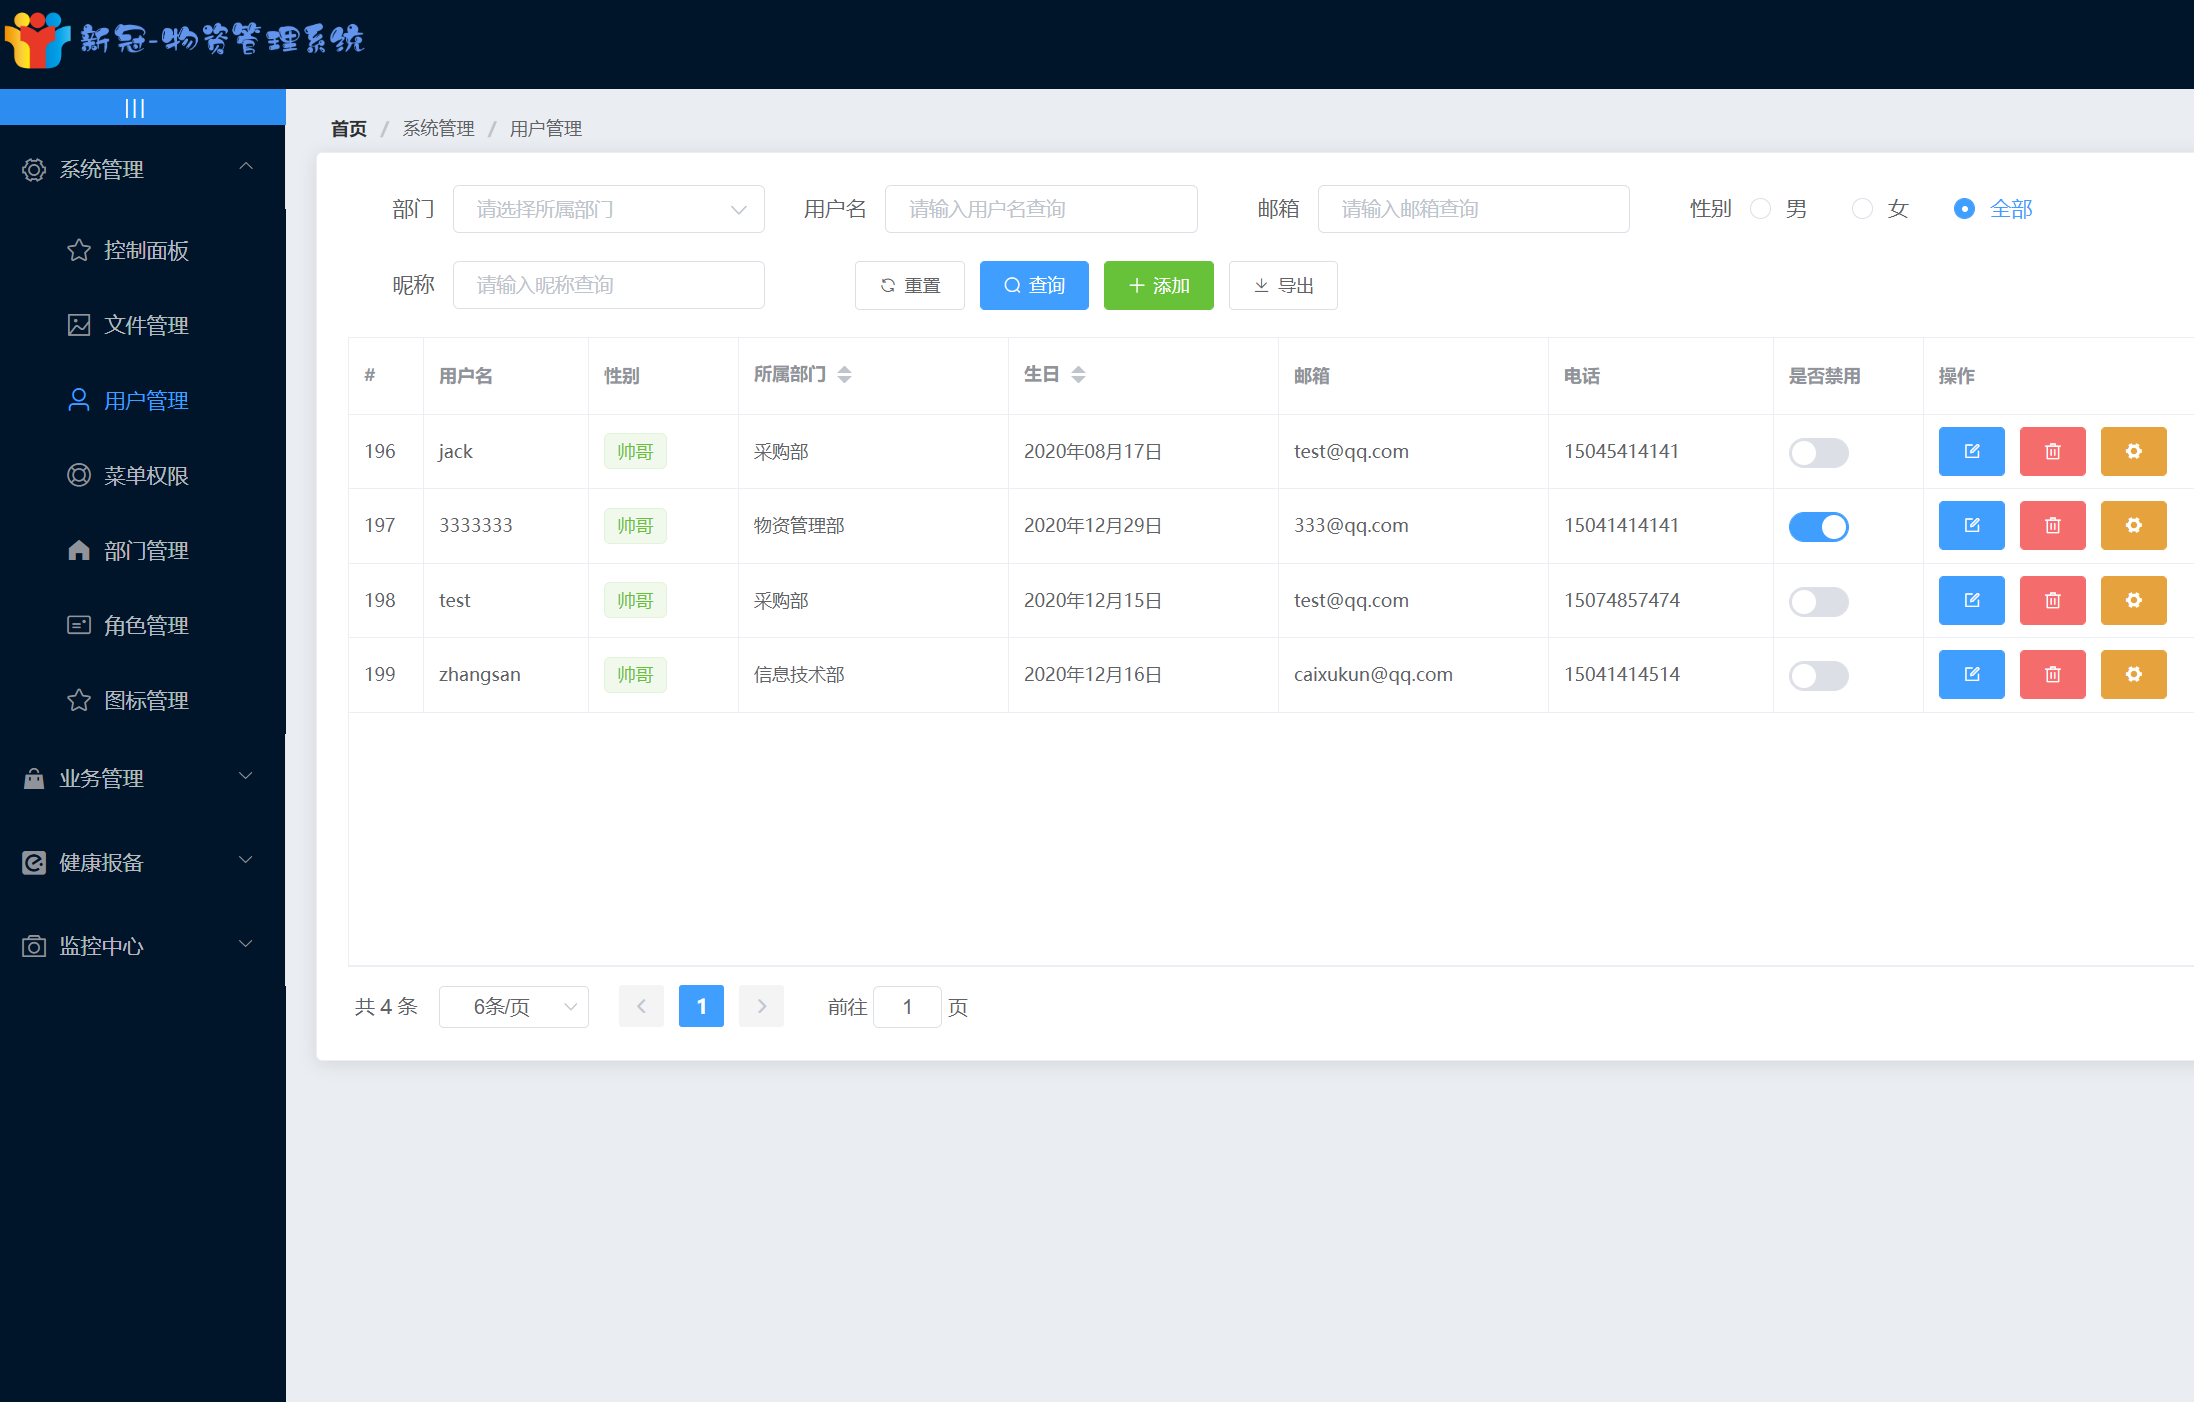 新冠-物资管理系统
首页 / 系统管理 / 用户管理
系统管理
控制面板
文件管理
用户管理
菜单权限
部门管理
角色管理
图标管理
业务管理
健康报备
监控中心
部门 请选择所属部门 用户名 请输入用户名查询 邮箱 请输入邮箱查询 性别 男 女 全部
昵称 请输入昵称查询 重置 查询 添加 导出
# 用户名 性别 所属部门 生日 邮箱 电话 是否禁用 操作
196 jack 帅哥 采购部 2020年08月17日 test@qq.com 15045414141
197 3333333 帅哥 物资管理部 2020年12月29日 333@qq.com 15041414141
198 test 帅哥 采购部 2020年12月15日 test@qq.com 15074857474
199 zhangsan 帅哥 信息技术部 2020年12月16日 caixukun@qq.com 15041414514
共 4 条 6条/页 1 前往 1 页